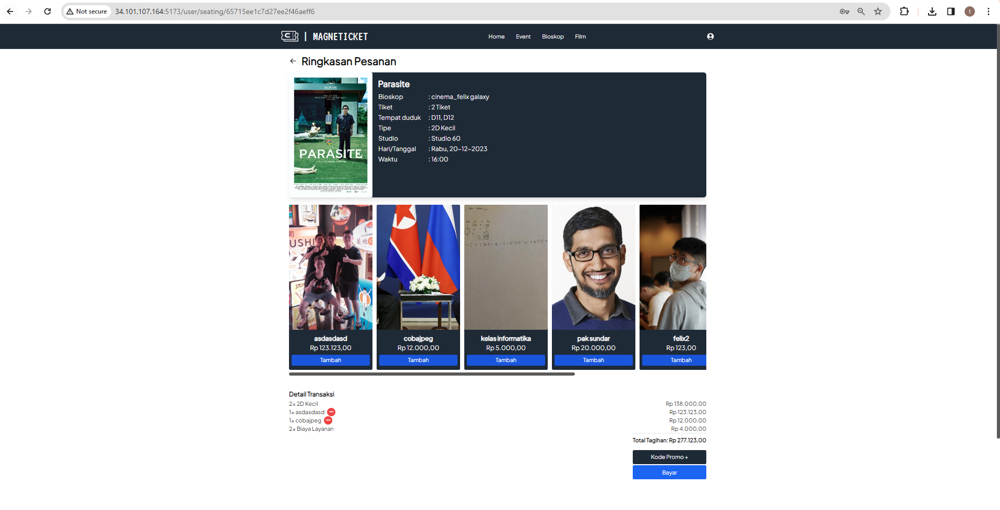 Not secure
34.101.107.164:5173/user/seating/65715ee1c7d27ee2f46aeff6
t
C | MAGNETICKET
Home Event Bioskop Film
Ringkasan Pesanan
PARASITE
Parasite
Bioskop : cinema_felix galaxy
Tiket : 2 Tiket
Tempat duduk : D11, D12
Tipe : 2D Kecil
Studio : Studio 60
Hari/Tanggal : Rabu, 20-12-2023
Waktu : 16:00
USHI
asdasdasd
Rp 123.123,00
Tambah
cobajpeg
Rp 12.000,00
Tambah
kelas informatika
Rp 5.000,00
Tambah
pak sundar
Rp 20.000,00
Tambah
felix2
Rp 123,00
Tambah
Detail Transaksi
2x 2D Kecil Rp 138.000,00
1x asdasdasd Rp 123.123,00
1x cobajpeg Rp 12.000,00
2x Biaya Layanan Rp 4.000,00
Total Tagihan: Rp 277.123,00
Kode Promo +
Bayar